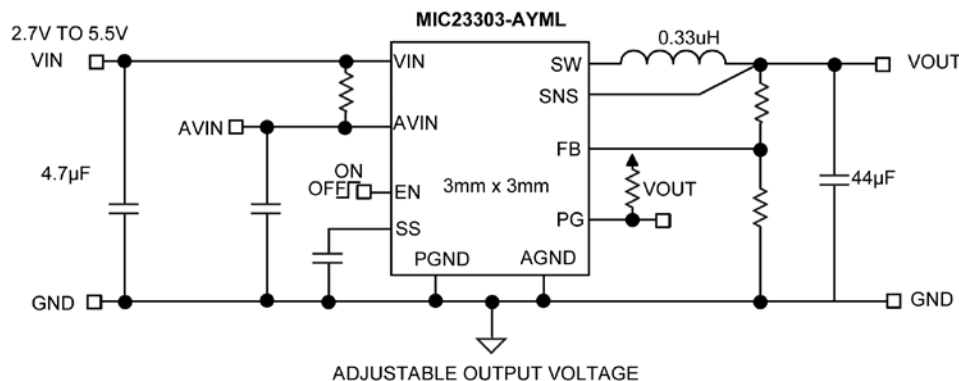 MIC23303-AYML
2.7V TO 5.5V
VIN
VIN
SW
0.33uH
VOUT
SNS
AVIN
AVIN
FB
4.7µF
ON
OFF
EN
3mm x 3mm
VOUT
44µF
SS
PG
PGND
AGND
GND
GND
ADJUSTABLE OUTPUT VOLTAGE